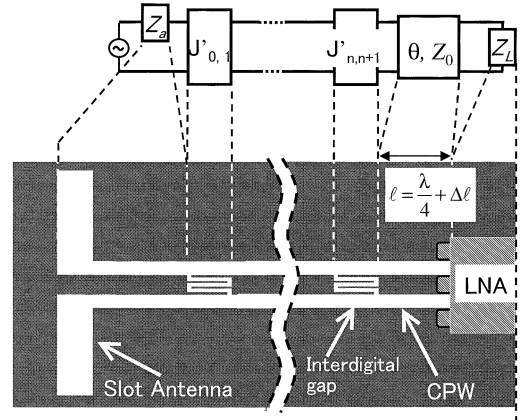 Z_a
J'_{0, 1}
J'_{n,n+1}
θ, Z_0
Z_L
ℓ = λ/4 + Δℓ
LNA
Slot Antenna
Interdigital
gap
CPW